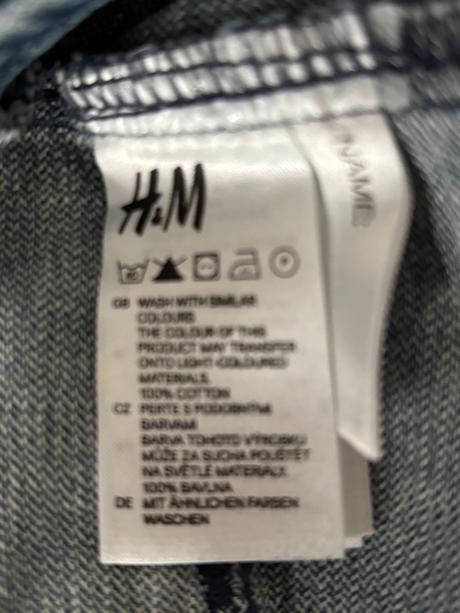 NAME
H&M
GB WASH WITH SIMILAR
COLOURS
THE COLOUR OF THIS
PRODUCT MAY TRANSFER
ONTO LIGHT-COLOURED
MATERIALS.
100% COTTON
CZ PERTE S PODOBNÝMI
BARVAMI
BARVA TOHOTO VÝROBKU
MŮŽE ZA SUCHA POUŠTĚT
NA SVĚTLÉ MATERIÁLY.
100% BAVLNA
DE MIT ÄHNLICHEN FARBEN
WASCHEN